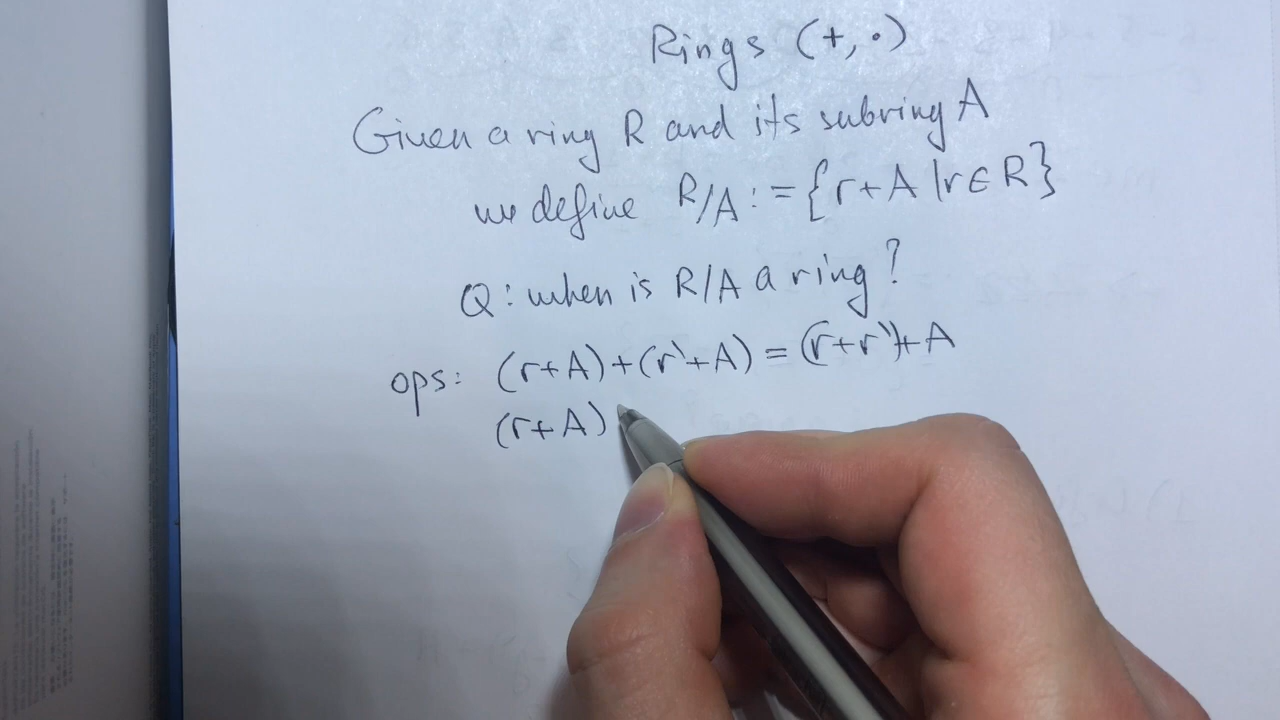 Rings (+, ·)
Given a ring R and its subring A
we define R/A := {r+A | r ∈ R}
Q: when is R/A a ring?
ops: (r+A)+(r'+A) = (r+r')+A
(r+A)